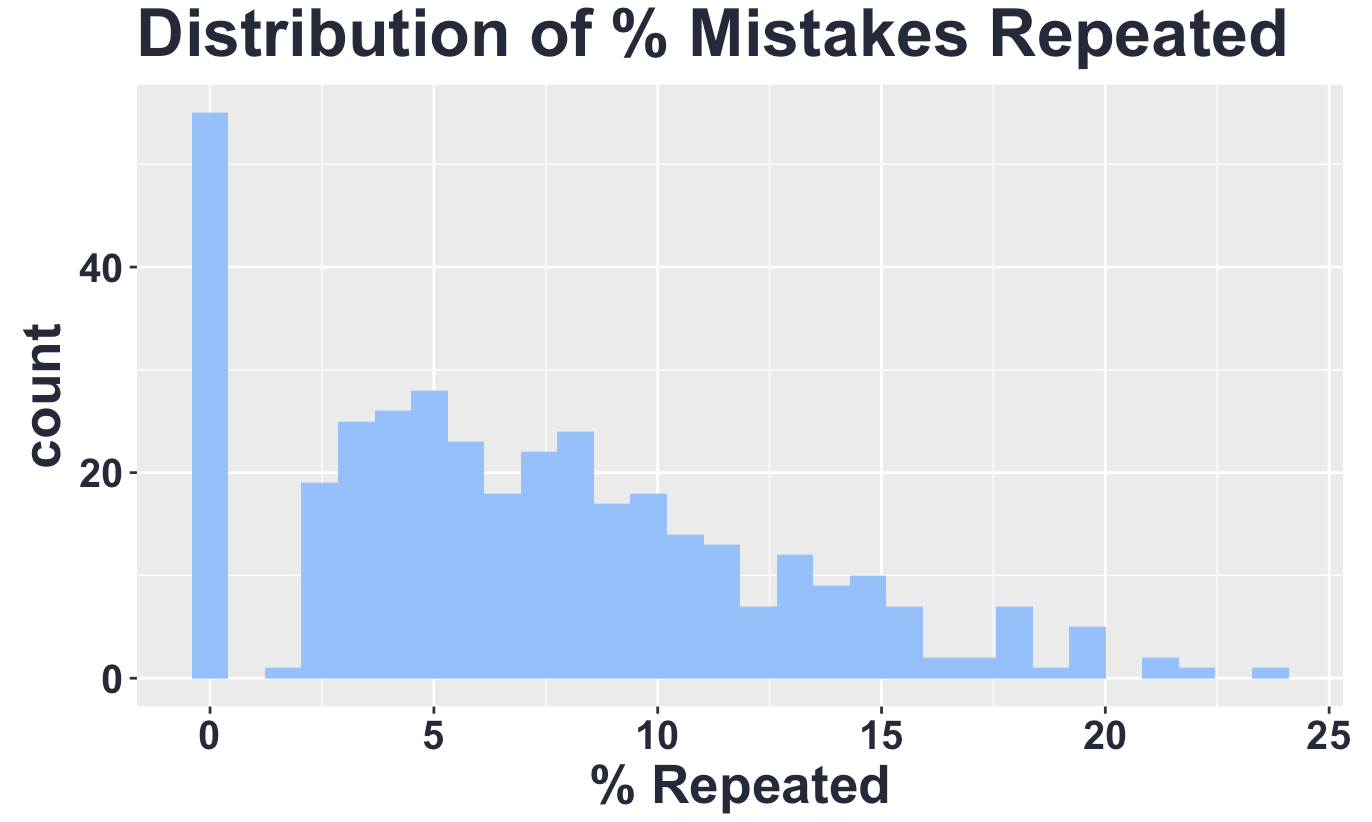 Distribution of % Mistakes Repeated
count
40
20
0
0 5 10 15 20 25
% Repeated